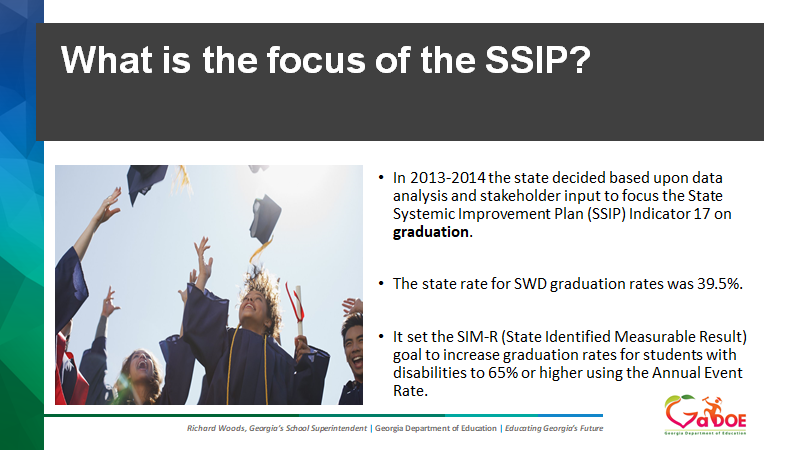 What is the focus of the SSIP?
• In 2013-2014 the state decided based upon data
analysis and stakeholder input to focus the State
Systemic Improvement Plan (SSIP) Indicator 17 on
graduation.
• The state rate for SWD graduation rates was 39.5%.
• It set the SIM-R (State Identified Measurable Result)
goal to increase graduation rates for students with
disabilities to 65% or higher using the Annual Event
Rate.
Richard Woods, Georgia's School Superintendent | Georgia Department of Education | Educating Georgia's Future
GaDOE
Georgia Department of Education